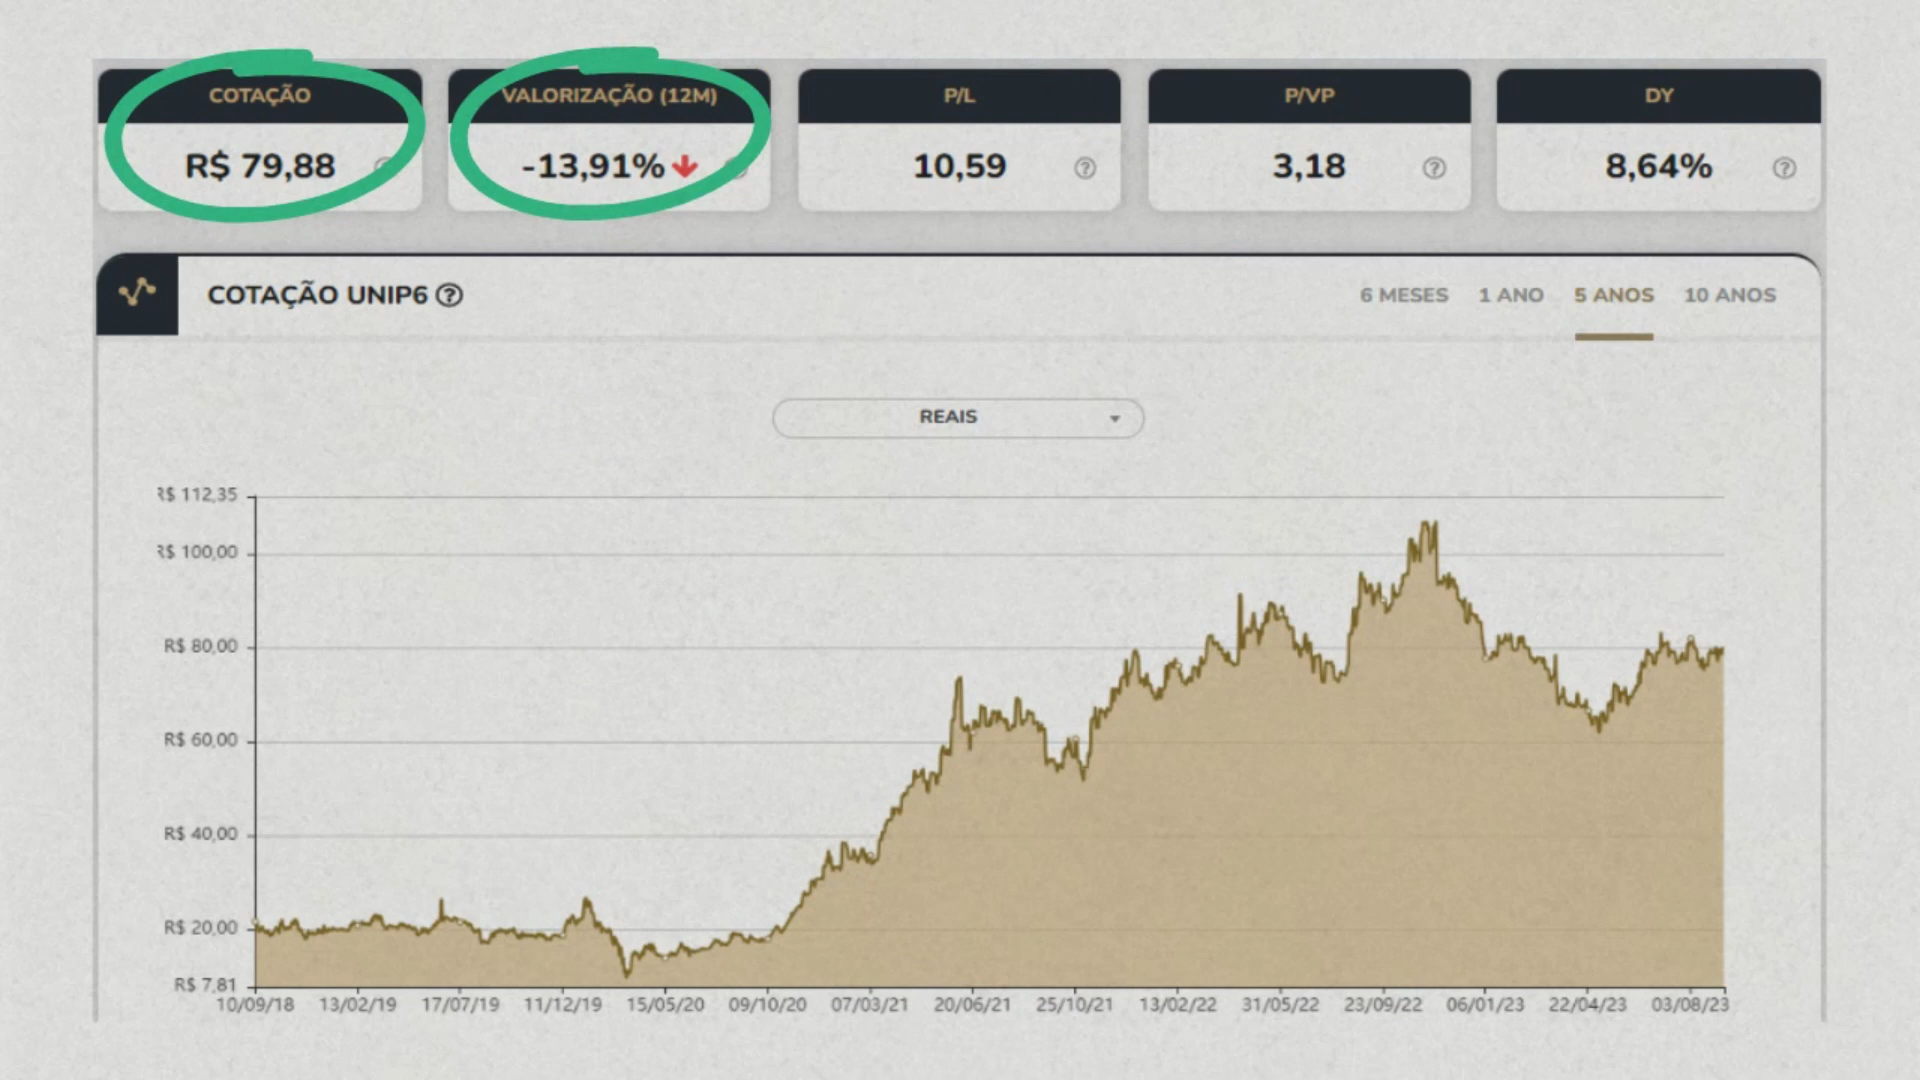 COTAÇÃO VALORIZAÇÃO (12M) P/L P/VP DY
R$ 79,88 -13,91% 10,59 3,18 8,64%
COTAÇÃO UNIP6 6 MESES 1 ANO 5 ANOS 10 ANOS
REAIS
R$ 112,35
R$ 100,00
R$ 80,00
R$ 60,00
R$ 40,00
R$ 20,00
R$ 7,81
10/09/18 13/02/19 17/07/19 11/12/19 15/05/20 09/10/20 07/03/21 20/06/21 25/10/21 13/02/22 31/05/22 23/09/22 06/01/23 22/04/23 03/08/23